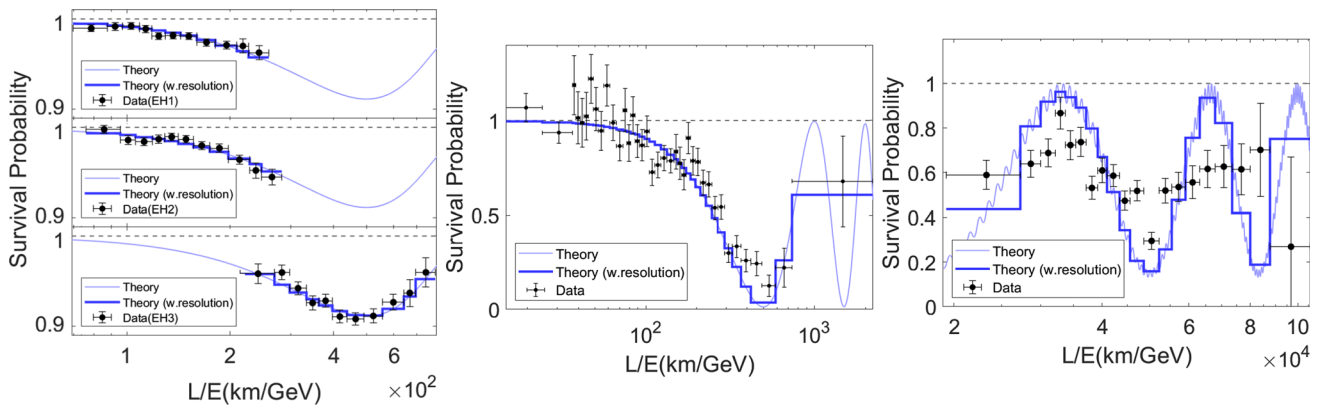 Survival Probability
1
0.9
Theory
Theory (w.resolution)
Data(EH1)
1
0.9
Theory
Theory (w.resolution)
Data(EH2)
1
0.9
Theory
Theory (w.resolution)
Data(EH3)
1 2 4 6
L/E(km/GeV) ×10²
Survival Probability
1
0.5
0
Theory
Theory (w.resolution)
Data
10² 10³
L/E(km/GeV)
Survival Probability
1
0.8
0.6
0.4
0.2
0
Theory
Theory (w.resolution)
Data
2 4 6 8 10
L/E(km/GeV) ×10⁴